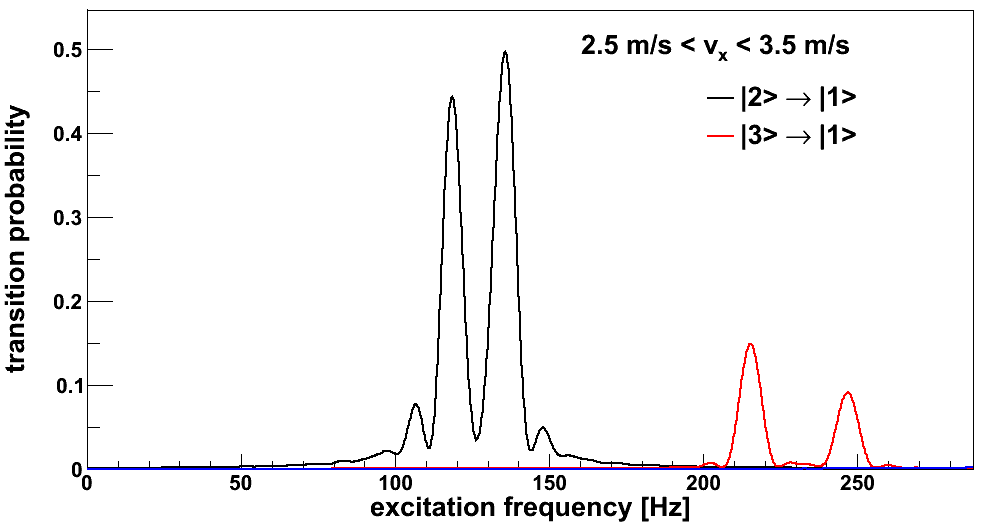 2.5 m/s < vₓ < 3.5 m/s
|2> → |1>
|3> → |1>
transition probability
0.5
0.4
0.3
0.2
0.1
0
0 50 100 150 200 250
excitation frequency [Hz]